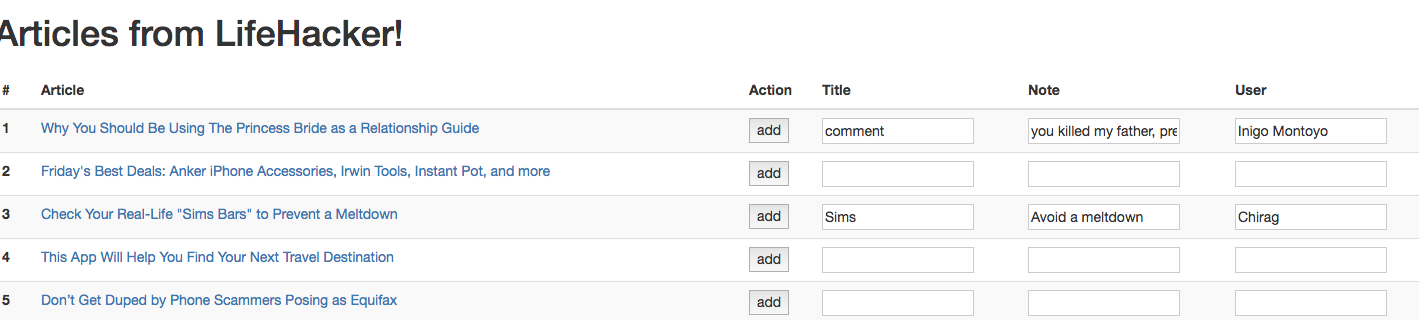 Articles from LifeHacker!
# Article Action Title Note User
1 Why You Should Be Using The Princess Bride as a Relationship Guide add comment you killed my father, pre Inigo Montoyo
2 Friday's Best Deals: Anker iPhone Accessories, Irwin Tools, Instant Pot, and more add
3 Check Your Real-Life "Sims Bars" to Prevent a Meltdown add Sims Avoid a meltdown Chirag
4 This App Will Help You Find Your Next Travel Destination add
5 Don’t Get Duped by Phone Scammers Posing as Equifax add